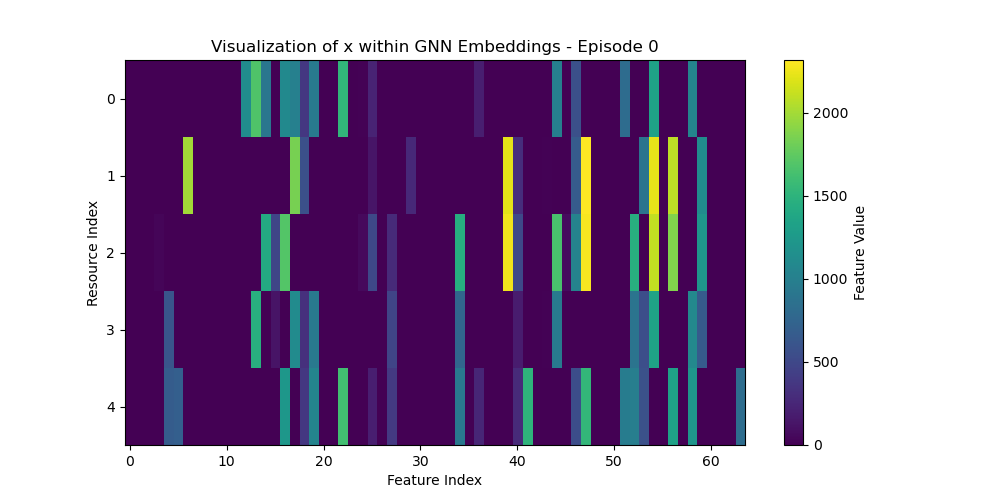 Visualization of x within GNN Embeddings - Episode 0
Resource Index
0
1
2
3
4
0 10 20 30 40 50 60
Feature Index
2000
1500
1000
500
0
Feature Value